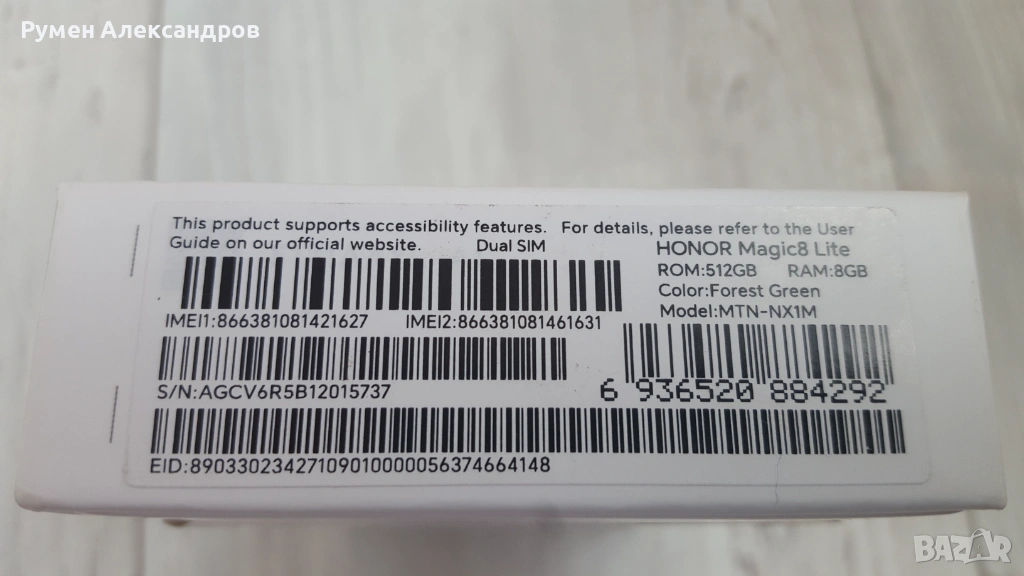 Румен Александров
This product supports accessibility features. For details, please refer to the User
Guide on our official website. Dual SIM HONOR Magic8 Lite
ROM:512GB RAM:8GB
Color:Forest Green
Model:MTN-NX1M
IMEI1:866381081421627 IMEI2:866381081461631
S/N:AGCV6R5B12015737
6 936520 884292
EID:89033023427109010000056374664148
BAZAR